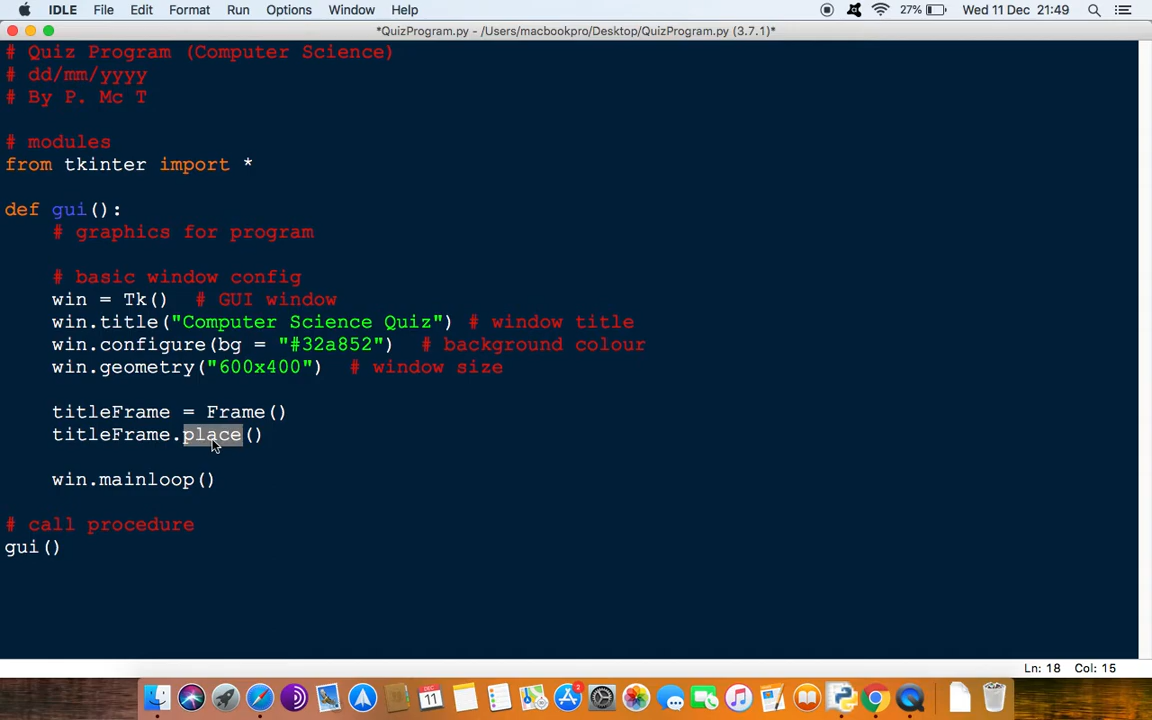 IDLE File Edit Format Run Options Window Help 27% Wed 11 Dec 21:49
*QuizProgram.py - /Users/macbookpro/Desktop/QuizProgram.py (3.7.1)*
# Quiz Program (Computer Science)
# dd/mm/yyyy
# By P. Mc T
# modules
from tkinter import *
def gui():
# graphics for program
# basic window config
win = Tk()  # GUI window
win.title("Computer Science Quiz") # window title
win.configure(bg = "#32a852")  # background colour
win.geometry("600x400")  # window size
titleFrame = Frame()
titleFrame.place()
win.mainloop()
# call procedure
gui()
Ln: 18 Col: 15